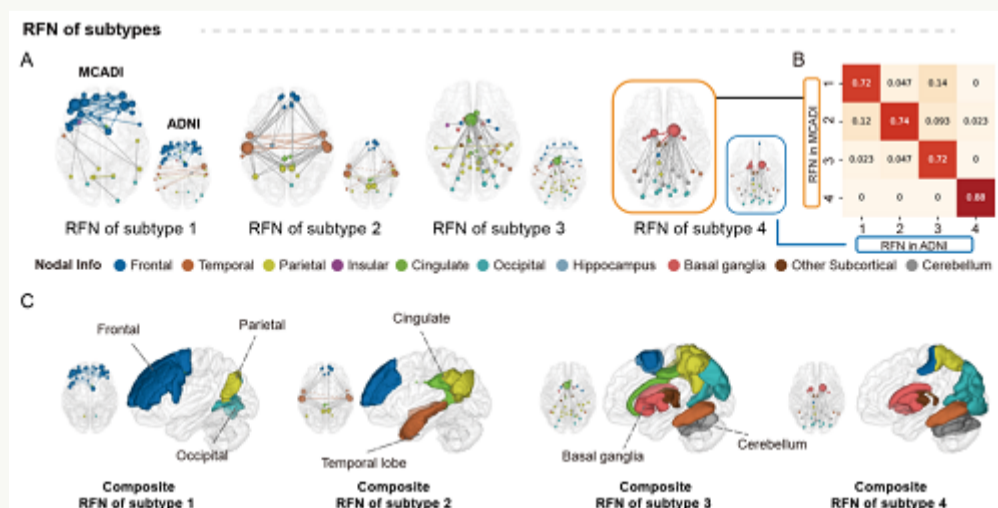 RFN of subtypes
A
MCADI
ADNI
RFN of subtype 1
RFN of subtype 2
RFN of subtype 3
RFN of subtype 4
B
RFN in MCADI
1
2
3
4
0.72 0.047 0.14 0
0.12 0.74 0.093 0.023
0.023 0.047 0.72 0
0 0 0 0.88
1 2 3 4
RFN in ADNI
Nodal Info Frontal Temporal Parietal Insular Cingulate Occipital Hippocampus Basal ganglia Other Subcortical Cerebellum
C
Frontal
Parietal
Occipital
Composite
RFN of subtype 1
Cingulate
Temporal lobe
Composite
RFN of subtype 2
Basal ganglia
Cerebellum
Composite
RFN of subtype 3
Composite
RFN of subtype 4